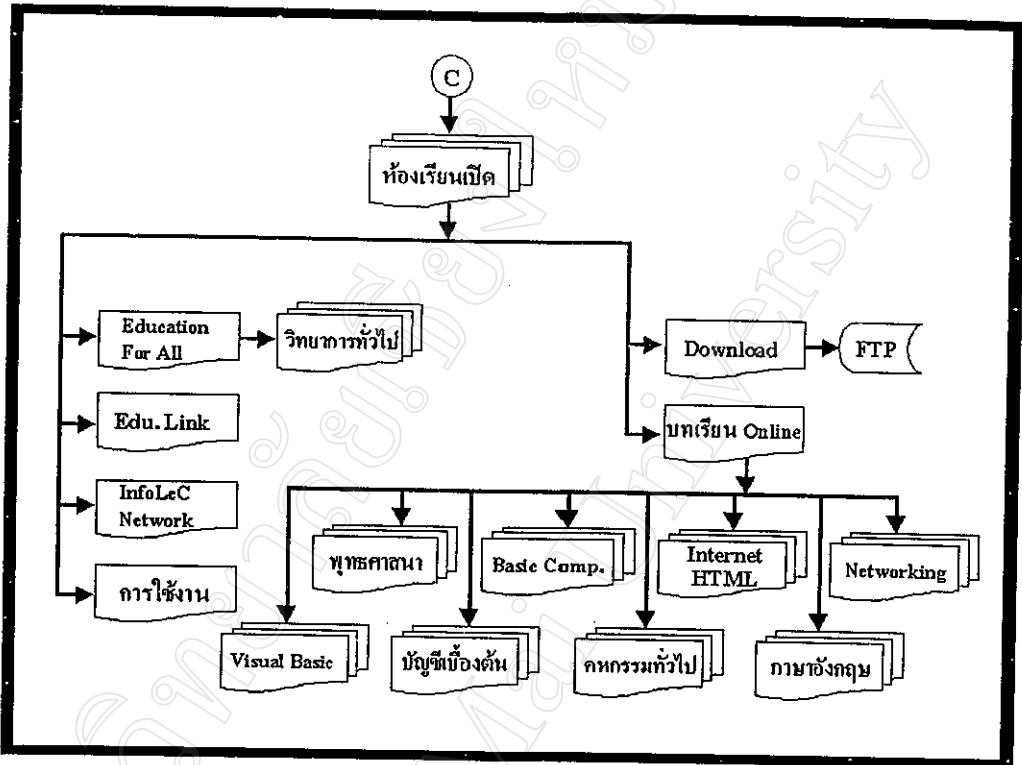 C
ห้องเรียนเปิด
Education
For All
วิทยาการทั่วไป
Download
FTP
Edu. Link
บทเรียน Online
InfoLeC
Network
พุทธศาสนา
Basic Comp.
Internet
HTML
Networking
การใช้งาน
Visual Basic
บัญชีเบื้องต้น
คหกรรมทั่วไป
ภาษาอังกฤษ